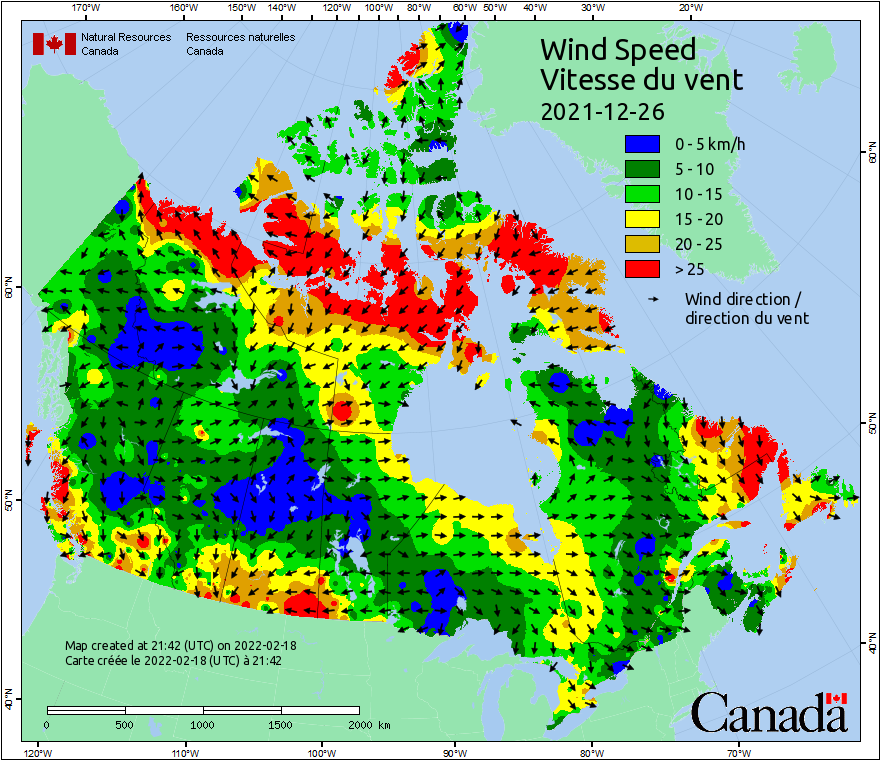 170°W 160°W 150°W 140°W 120°W 100°W 80°W 60°W 50°W 40°W 30°W 20°W
Natural Resources Ressources naturelles
Canada Canada
Wind Speed
Vitesse du vent
2021-12-26
0 - 5 km/h
5 - 10
10 - 15
15 - 20
20 - 25
> 25
Wind direction /
direction du vent
60°N
60°N
50°N
50°N
40°N
40°N
Map created at 21:42 (UTC) on 2022-02-18
Carte créée le 2022-02-18 (UTC) à 21:42
0 500 1000 1500 2000 km
Canada
120°W 110°W 100°W 90°W 80°W 70°W